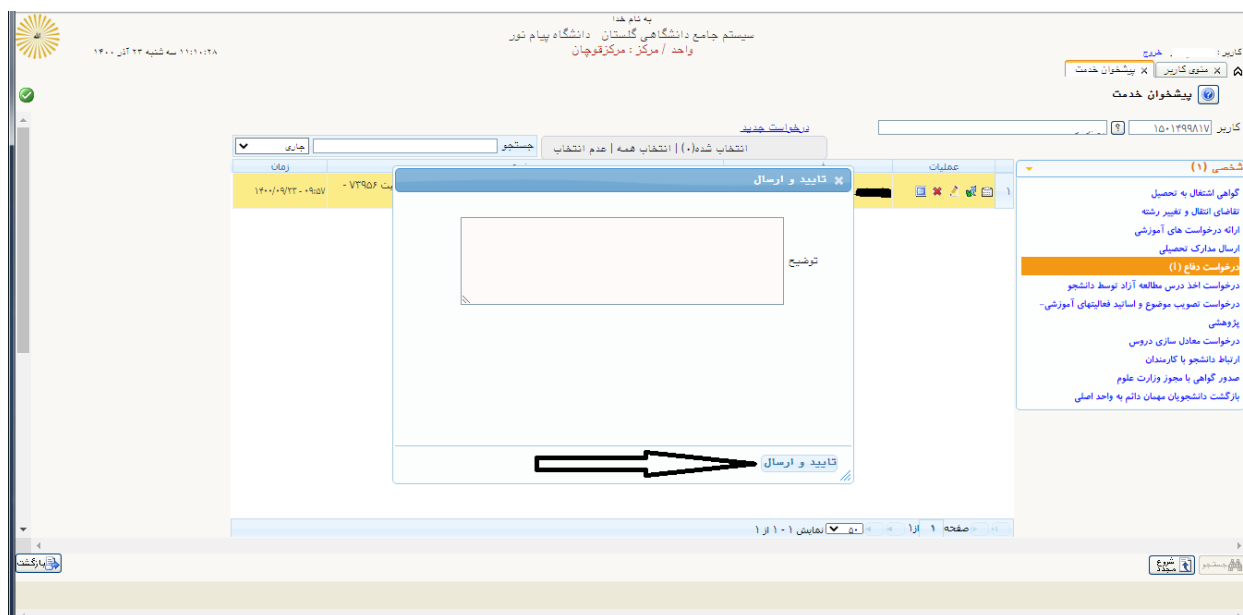 به نام خدا
سیستم جامع دانشگاهی گلستان دانشگاه پیام نور
واحد / مرکز : مرکزقوچان
۱۱:۱۰:۲۸ سه شنبه ۲۳ آذر ۱۴۰۰
کاربر : خروج
منوی کاربر x پیشخوان خدمت x
پیشخوان خدمت
کاربر ۱۵۰۱۴۹۹۸۱۷ ؟
درخواست جدید
انتخاب شده(۰) | انتخاب همه | عدم انتخاب جستجو جاری
عملیات زمان
۱
یت ۷۳۹۵۶ - ۱۴۰۰/۰۹/۲۳ - ۰۹:۵۷
تایید و ارسال
توضیح
تایید و ارسال
شخصی (۱)
گواهی اشتغال به تحصیل
تقاضای انتقال و تغییر رشته
ارائه درخواست های آموزشی
ارسال مدارک تحصیلی
درخواست دفاع (۱)
درخواست اخذ درس مطالعه آزاد توسط دانشجو
درخواست تصویب موضوع و اساتید فعالیتهای آموزشی-
پژوهشی
درخواست معادل سازی دروس
ارتباط دانشجو با کارمندان
صدور گواهی با مجوز وزارت علوم
بازگشت دانشجویان مهمان دائم به واحد اصلی
صفحه ۱ از۱ ۵۰ نمایش ۱ - ۱ از ۱
جستجو شروع مجدد بازگشت